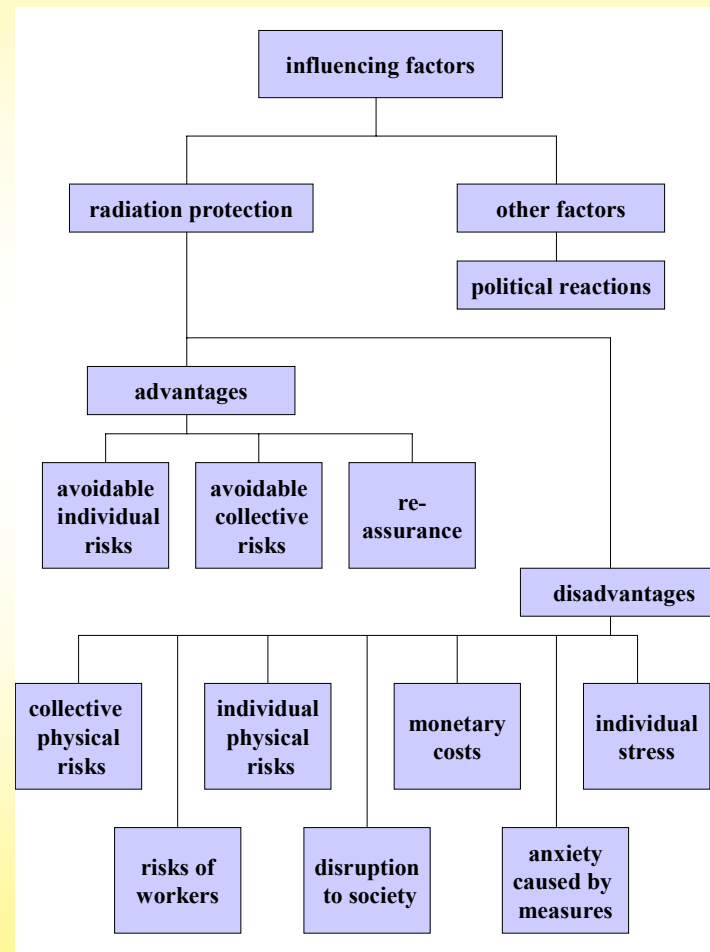 influencing factors
radiation protection
other factors
political reactions
advantages
avoidable
individual
risks
avoidable
collective
risks
re-
assurance
disadvantages
collective
physical
risks
individual
physical
risks
monetary
costs
individual
stress
risks of
workers
disruption
to society
anxiety
caused by
measures